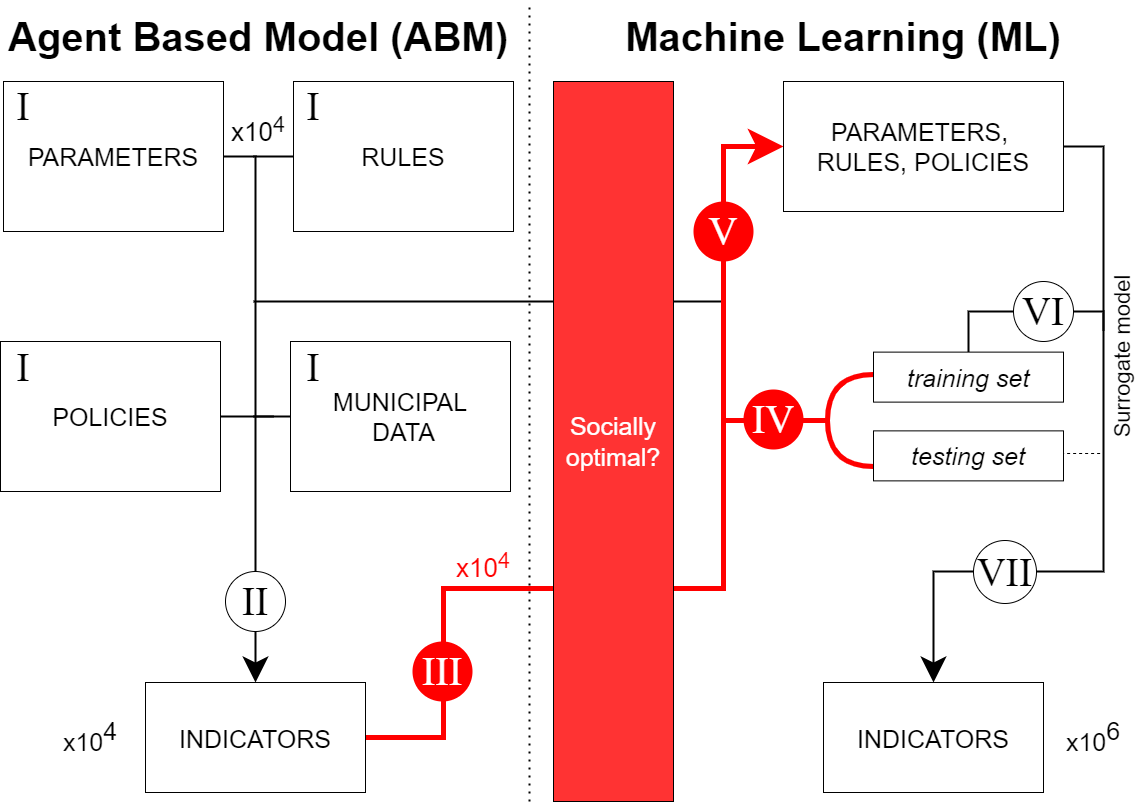 Agent Based Model (ABM)
Machine Learning (ML)
I
PARAMETERS
x10^4
I
RULES
PARAMETERS,
RULES, POLICIES
V
VI
Surrogate model
I
POLICIES
I
MUNICIPAL
DATA
Socially
optimal?
IV
training set
testing set
x10^4
II
III
VII
x10^4
INDICATORS
INDICATORS
x10^6